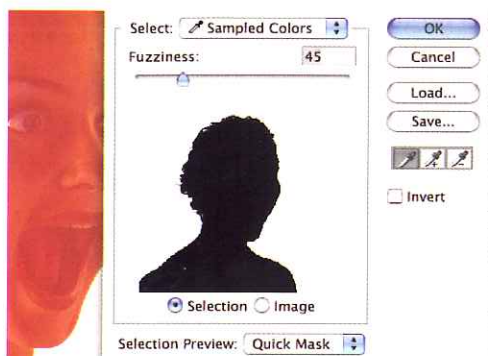 Select: Sampled Colors
Fuzziness: 45
Selection Image
Selection Preview: Quick Mask
OK
Cancel
Load...
Save...
Invert